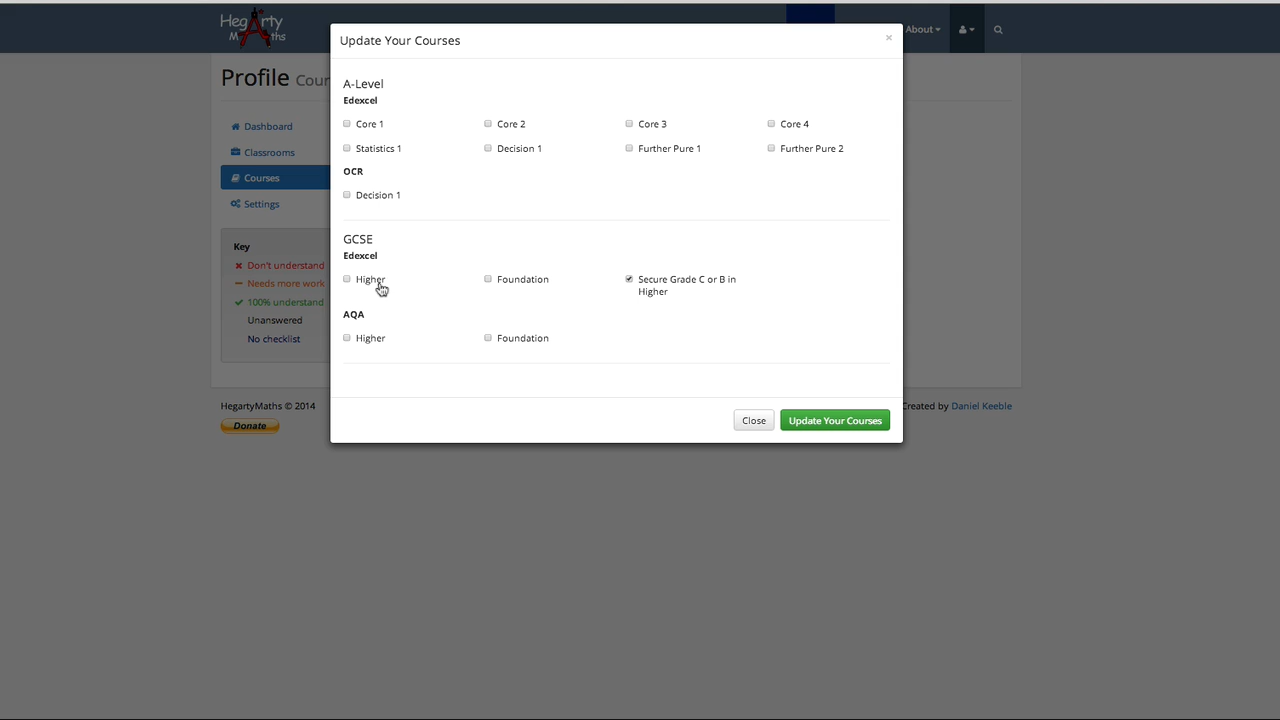 Hegarty
Maths
About
Update Your Courses
×
Profile Cour
Dashboard
Classrooms
Courses
Settings
Key
Don't understand
Needs more work
100% understand
Unanswered
No checklist
A-Level
Edexcel
Core 1
Core 2
Core 3
Core 4
Statistics 1
Decision 1
Further Pure 1
Further Pure 2
OCR
Decision 1
GCSE
Edexcel
Higher
Foundation
Secure Grade C or B in
Higher
AQA
Higher
Foundation
Close
Update Your Courses
HegartyMaths © 2014
Created by Daniel Keeble
Donate